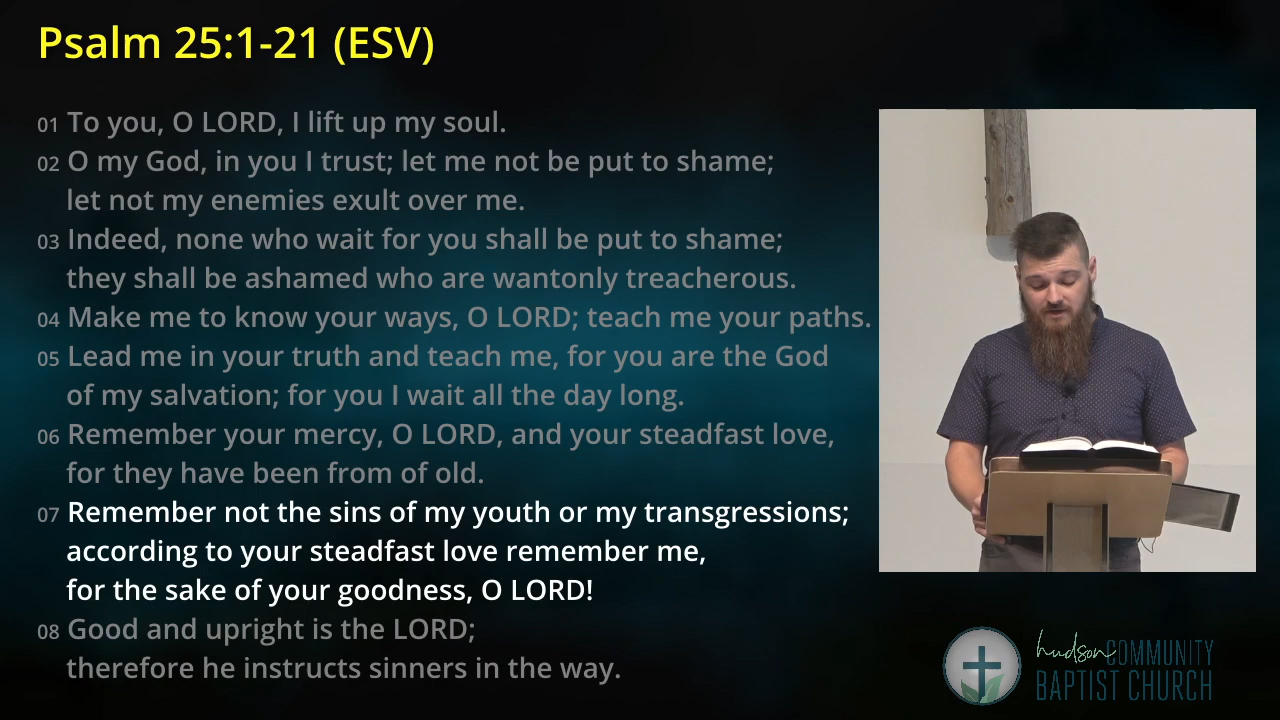 Psalm 25:1-21 (ESV)
01 To you, O LORD, I lift up my soul.
02 O my God, in you I trust; let me not be put to shame;
let not my enemies exult over me.
03 Indeed, none who wait for you shall be put to shame;
they shall be ashamed who are wantonly treacherous.
04 Make me to know your ways, O LORD; teach me your paths.
05 Lead me in your truth and teach me, for you are the God
of my salvation; for you I wait all the day long.
06 Remember your mercy, O LORD, and your steadfast love,
for they have been from of old.
07 Remember not the sins of my youth or my transgressions;
according to your steadfast love remember me,
for the sake of your goodness, O LORD!
08 Good and upright is the LORD;
therefore he instructs sinners in the way.
hudson COMMUNITY
BAPTIST CHURCH